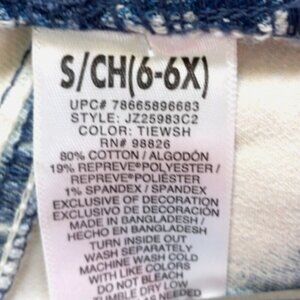 S/CH(6-6X)
UPC# 78665896683
STYLE: JZ25983C2
COLOR: TIEWSH
RN# 98826
80% COTTON / ALGODÓN
19% REPREVE®POLYESTER /
REPREVE®POLIÉSTER
1% SPANDEX / SPANDEX
EXCLUSIVE OF DECORATION
EXCLUSIVO DE DECORACIÓN
MADE IN BANGLADESH /
HECHO EN BANGLADESH
TURN INSIDE OUT
WASH SEPARATELY
MACHINE WASH COLD
WITH LIKE COLORS
DO NOT BLEACH
TUMBLE DRY LOW